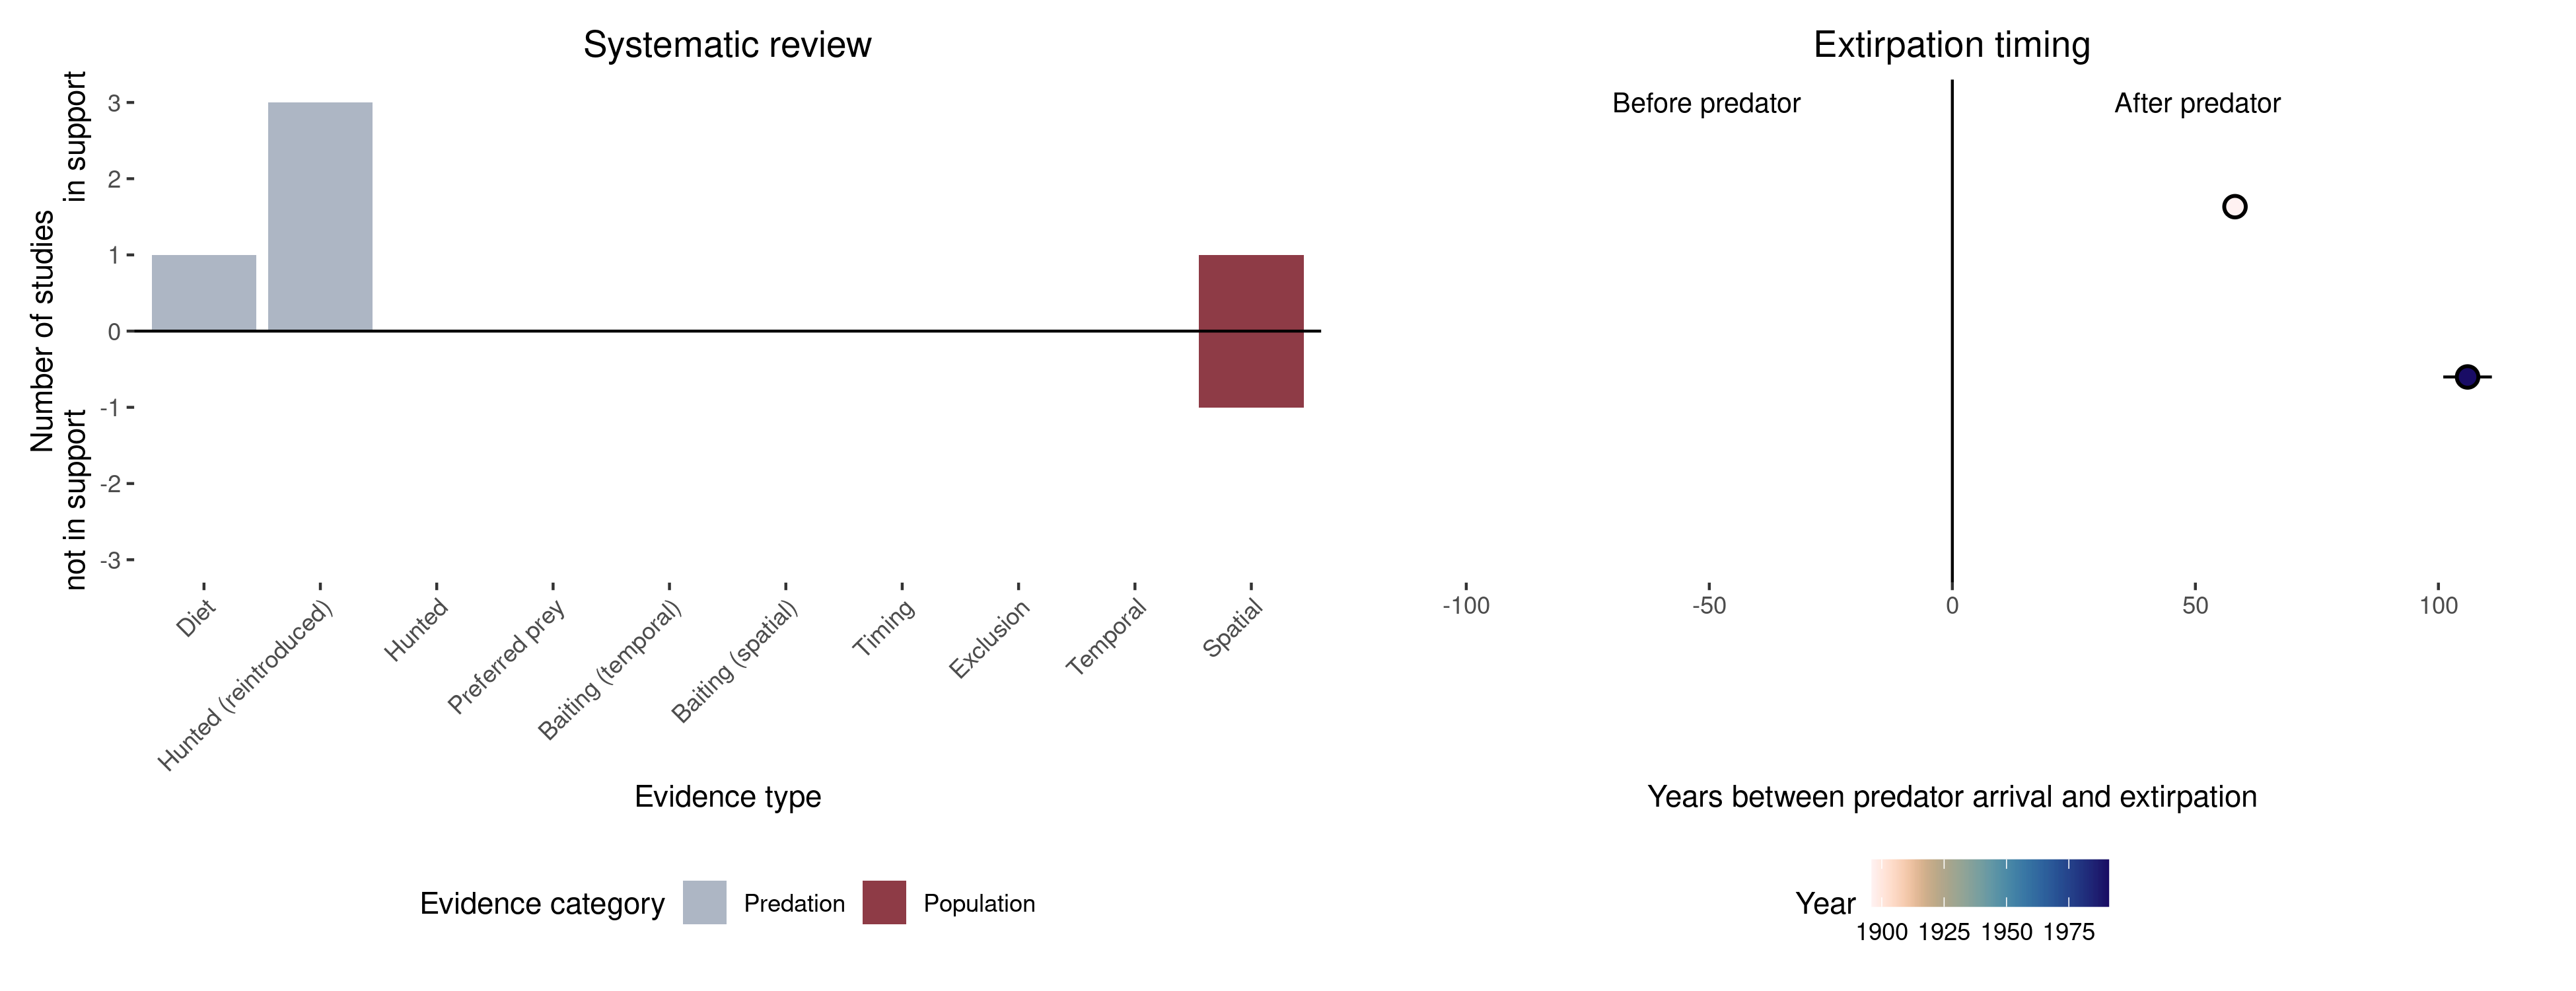 Systematic review
Number of studies
not in support
in support
3
2
1
0
-1
-2
-3
Diet
Hunted (reintroduced)
Hunted
Preferred prey
Baiting (temporal)
Baiting (spatial)
Timing
Exclusion
Temporal
Spatial
Evidence type
Evidence category
Predation
Population
Extirpation timing
Before predator
After predator
-100
-50
0
50
100
Years between predator arrival and extirpation
Year
1900 1925 1950 1975